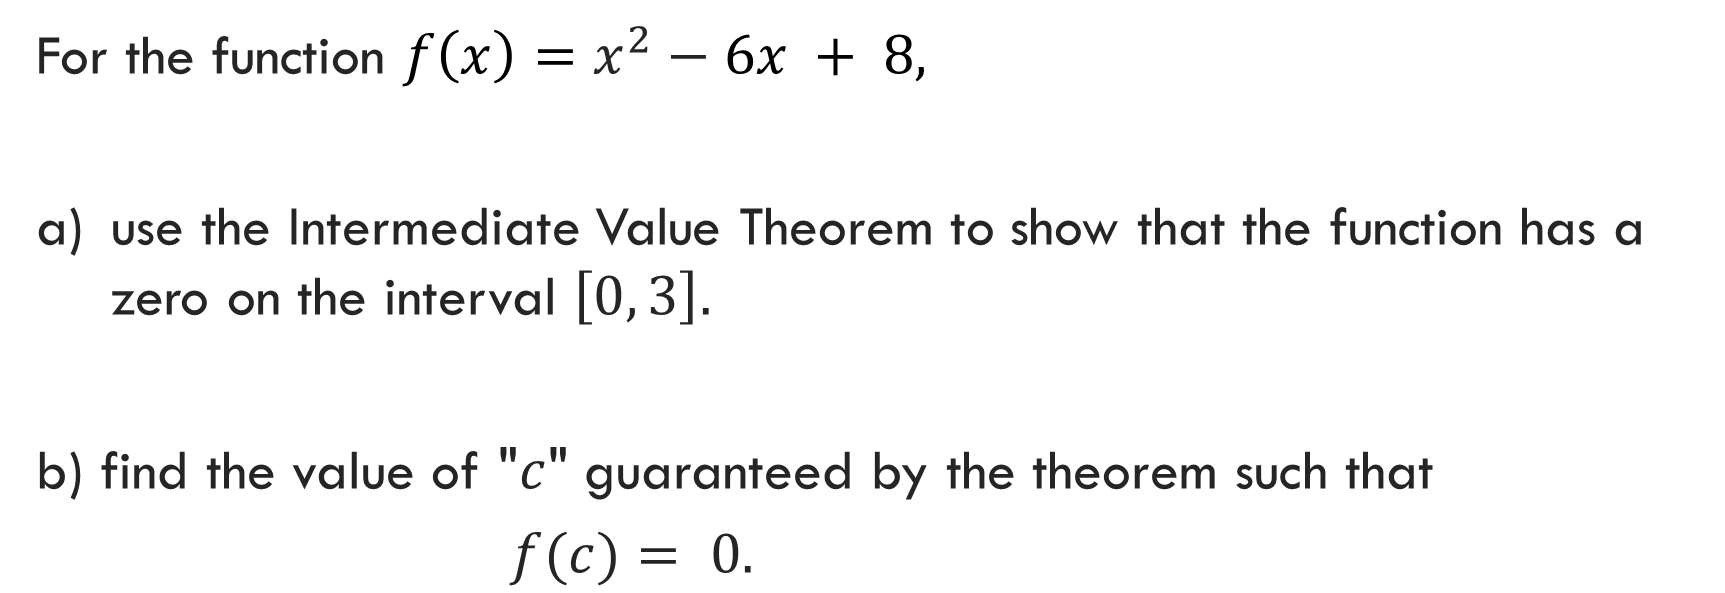 For the function f(x) = x² − 6x + 8,
a) use the Intermediate Value Theorem to show that the function has a
zero on the interval [0, 3].
b) find the value of "c" guaranteed by the theorem such that
f(c) = 0.